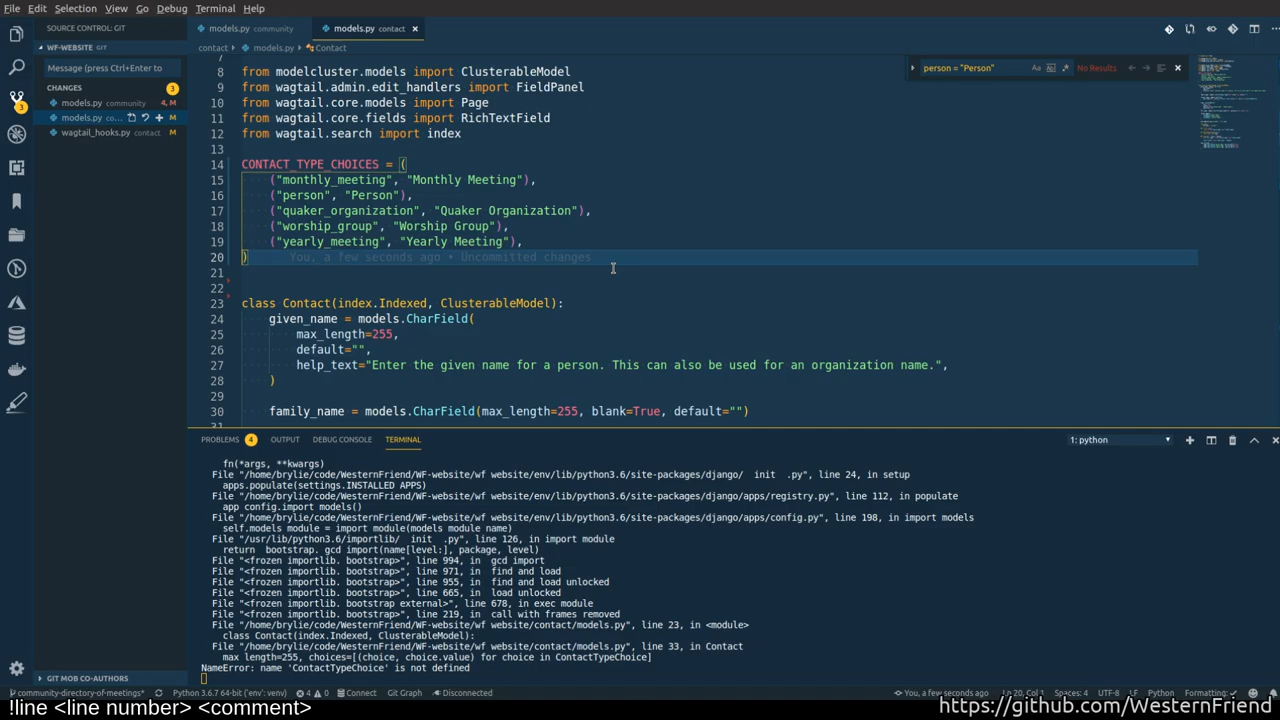 File Edit Selection View Go Debug Terminal Help
SOURCE CONTROL: GIT
WF-WEBSITE GIT
Message (press Ctrl+Enter to
CHANGES 3
models.py community 4, M
models.py co... M
wagtail_hooks.py contact M
3
models.py community
models.py contact
contact models.py Contact
person = "Person"
No Results
7
8 from modelcluster.models import ClusterableModel
9 from wagtail.admin.edit_handlers import FieldPanel
10 from wagtail.core.models import Page
11 from wagtail.core.fields import RichTextField
12 from wagtail.search import index
13
14 CONTACT_TYPE_CHOICES = (
15 ("monthly_meeting", "Monthly Meeting"),
16 ("person", "Person"),
17 ("quaker_organization", "Quaker Organization"),
18 ("worship_group", "Worship Group"),
19 ("yearly_meeting", "Yearly Meeting"),
20 ) You, a few seconds ago • Uncommitted changes
21
22
23 class Contact(index.Indexed, ClusterableModel):
24 given_name = models.CharField(
25 max_length=255,
26 default="",
27 help_text="Enter the given name for a person. This can also be used for an organization name.",
28 )
29
30 family_name = models.CharField(max_length=255, blank=True, default="")
31
PROBLEMS 4 OUTPUT DEBUG CONSOLE TERMINAL 1: python
fn(*args, **kwargs)
File "/home/brylie/code/WesternFriend/WF-website/wf website/env/lib/python3.6/site-packages/django/ init .py", line 24, in setup
apps.populate(settings.INSTALLED APPS)
File "/home/brylie/code/WesternFriend/WF-website/wf website/env/lib/python3.6/site-packages/django/apps/registry.py", line 112, in populate
app config.import models()
File "/home/brylie/code/WesternFriend/WF-website/wf website/env/lib/python3.6/site-packages/django/apps/config.py", line 198, in import models
self.models module = import module(models module name)
File "/usr/lib/python3.6/importlib/ init .py", line 126, in import module
return bootstrap. gcd import(name[level:], package, level)
File "<frozen importlib. bootstrap>", line 994, in gcd import
File "<frozen importlib. bootstrap>", line 971, in find and load
File "<frozen importlib. bootstrap>", line 955, in find and load unlocked
File "<frozen importlib. bootstrap>", line 665, in load unlocked
File "<frozen importlib. bootstrap external>", line 678, in exec module
File "<frozen importlib. bootstrap>", line 219, in call with frames removed
File "/home/brylie/code/WesternFriend/WF-website/wf website/contact/models.py", line 23, in <module>
class Contact(index.Indexed, ClusterableModel):
File "/home/brylie/code/WesternFriend/WF-website/wf website/contact/models.py", line 33, in Contact
max length=255, choices=[(choice, choice.value) for choice in ContactTypeChoice]
NameError: name 'ContactTypeChoice' is not defined
GIT MOB CO-AUTHORS
community-directory-of-meetings* Python 3.6.7 64-bit ('env': venv) 4 0 Connect Git Graph Disconnected You, a few seconds ago Ln 20, Col 1 Spaces: 4 UTF-8 LF Python Formatting: ✓
!line <line number> <comment> https://github.com/WesternFriend